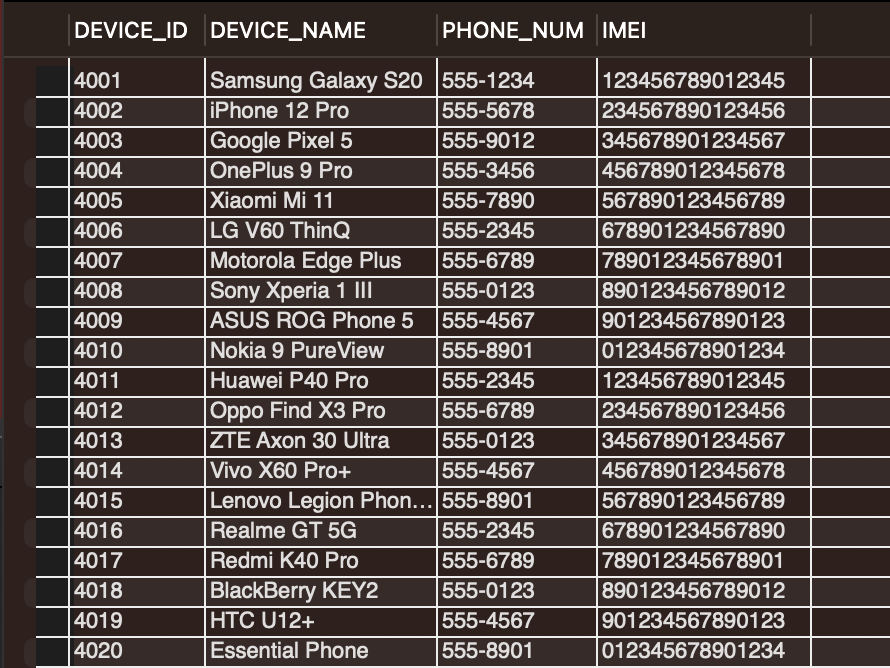 DEVICE_ID DEVICE_NAME PHONE_NUM IMEI
4001 Samsung Galaxy S20 555-1234 123456789012345
4002 iPhone 12 Pro 555-5678 234567890123456
4003 Google Pixel 5 555-9012 345678901234567
4004 OnePlus 9 Pro 555-3456 456789012345678
4005 Xiaomi Mi 11 555-7890 567890123456789
4006 LG V60 ThinQ 555-2345 678901234567890
4007 Motorola Edge Plus 555-6789 789012345678901
4008 Sony Xperia 1 III 555-0123 890123456789012
4009 ASUS ROG Phone 5 555-4567 901234567890123
4010 Nokia 9 PureView 555-8901 012345678901234
4011 Huawei P40 Pro 555-2345 123456789012345
4012 Oppo Find X3 Pro 555-6789 234567890123456
4013 ZTE Axon 30 Ultra 555-0123 345678901234567
4014 Vivo X60 Pro+ 555-4567 456789012345678
4015 Lenovo Legion Phon... 555-8901 567890123456789
4016 Realme GT 5G 555-2345 678901234567890
4017 Redmi K40 Pro 555-6789 789012345678901
4018 BlackBerry KEY2 555-0123 890123456789012
4019 HTC U12+ 555-4567 901234567890123
4020 Essential Phone 555-8901 012345678901234